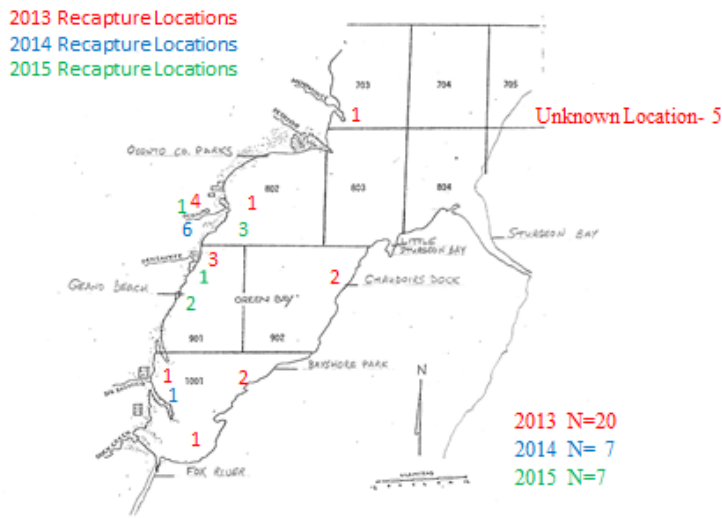 2013 Recapture Locations
2014 Recapture Locations
2015 Recapture Locations
703
704
705
1
Unknown Location- 5
OCONTO CO. PARKS
802
803
804
4
1
1
6
3
LITTLE
STURGEON BAY
STURGEON BAY
3
1
2
CHAUDOIRS DOCK
GRAND BEACH
2
GREEN BAY
901
902
BAYSHORE PARK
1
1001
2
1
N
1
FOX RIVER
2013 N=20
2014 N= 7
2015 N=7